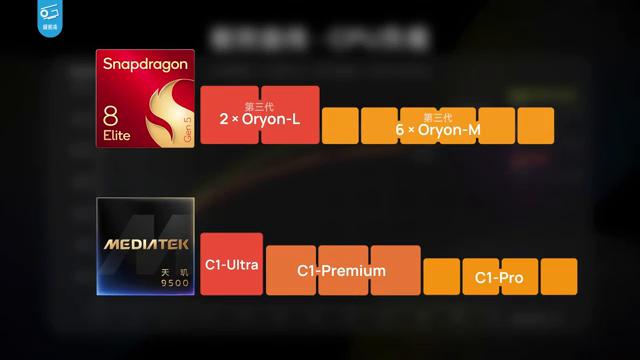 Snapdragon
8
Elite
Gen 5
第三代
2 × Oryon-L
第三代
6 × Oryon-M
MEDIATEK
天玑
9500
C1-Ultra
C1-Premium
C1-Pro